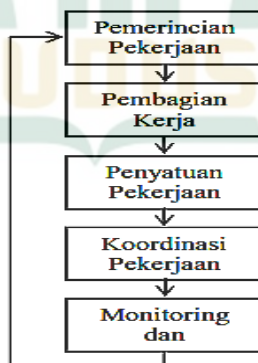 Pemerincian
Pekerjaan
Pembagian
Kerja
Penyatuan
Pekerjaan
Koordinasi
Pekerjaan
Monitoring
dan